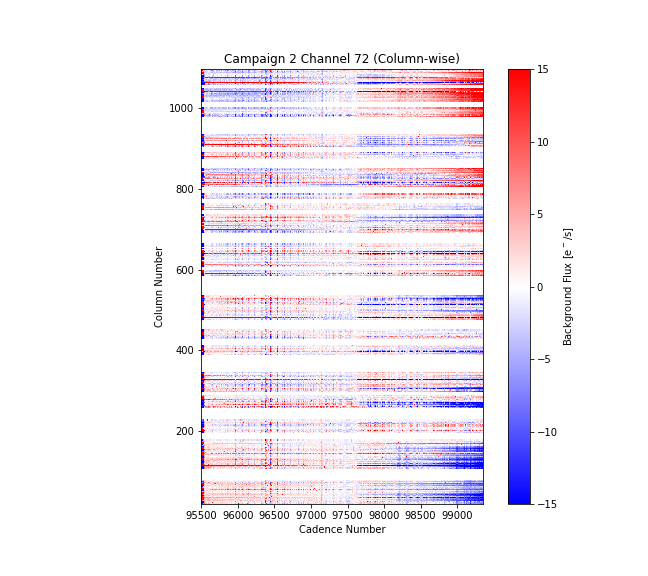 Campaign 2 Channel 72 (Column-wise)
1000
800
600
400
200
Column Number
95500 96000 96500 97000 97500 98000 98500 99000
Cadence Number
15
10
5
0
−5
−10
−15
Background Flux [e⁻/s]